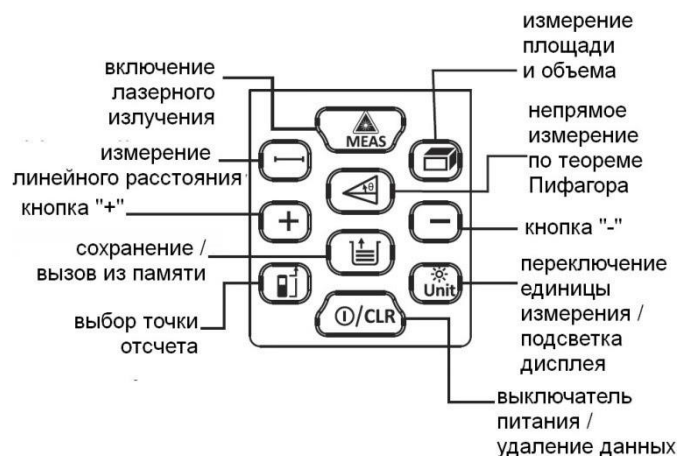 измерение
площади
и объема
включение
лазерного
излучения
непрямое
измерение
по теореме
Пифагора
измерение
линейного расстояния
кнопка "+"
кнопка "-"
сохранение /
вызов из памяти
переключение
единицы
измерения /
подсветка
дисплея
выбор точки
отсчета
выключатель
питания /
удаление данных
MEAS
θ
+
−
Unit
/CLR